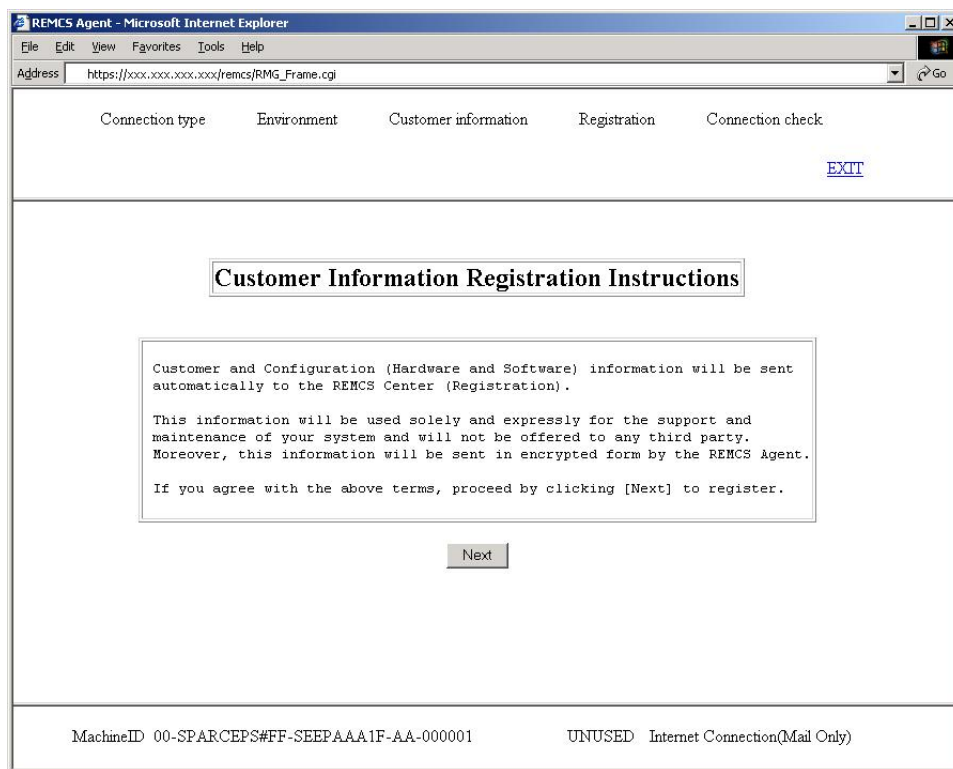 REMCS Agent - Microsoft Internet Explorer
File Edit View Favorites Tools Help
Address https://xxx.xxx.xxx.xxx/remcs/RMG_Frame.cgi Go
Connection type Environment Customer information Registration Connection check
EXIT
Customer Information Registration Instructions
Customer and Configuration (Hardware and Software) information will be sent
automatically to the REMCS Center (Registration).
This information will be used solely and expressly for the support and
maintenance of your system and will not be offered to any third party.
Moreover, this information will be sent in encrypted form by the REMCS Agent.
If you agree with the above terms, proceed by clicking [Next] to register.
Next
MachineID 00-SPARCEPS#FF-SEEPAAA1F-AA-000001 UNUSED Internet Connection(Mail Only)